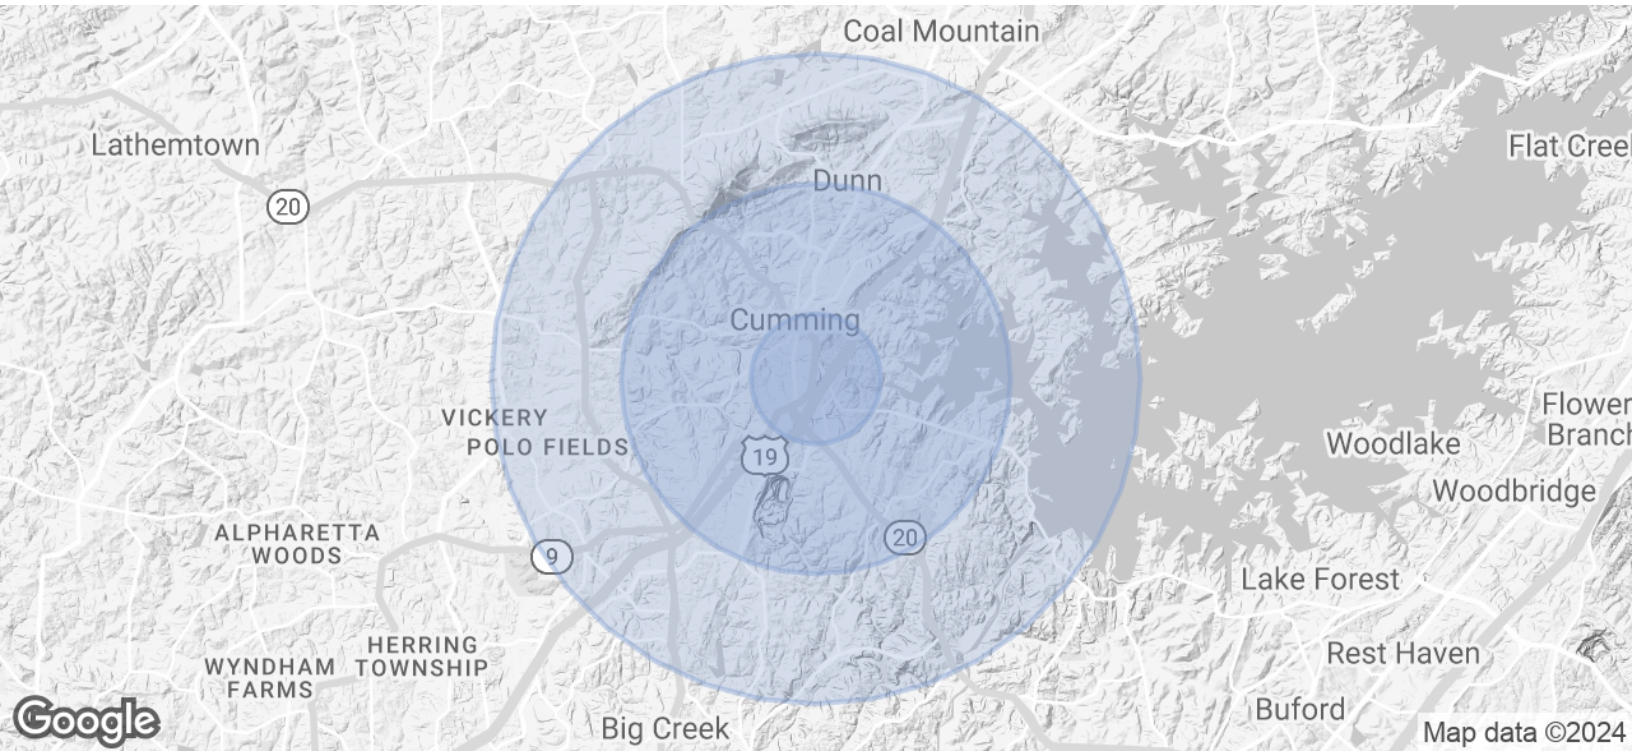 Coal Mountain
Lathemtown
Flat Cree
20
Dunn
Cumming
VICKERY
POLO FIELDS
19
Flower
Branch
Woodlake
Woodbridge
ALPHARETTA
WOODS
9
20
Lake Forest
HERRING
TOWNSHIP
WYNDHAM
FARMS
Rest Haven
Buford
Big Creek
Google
Map data ©2024